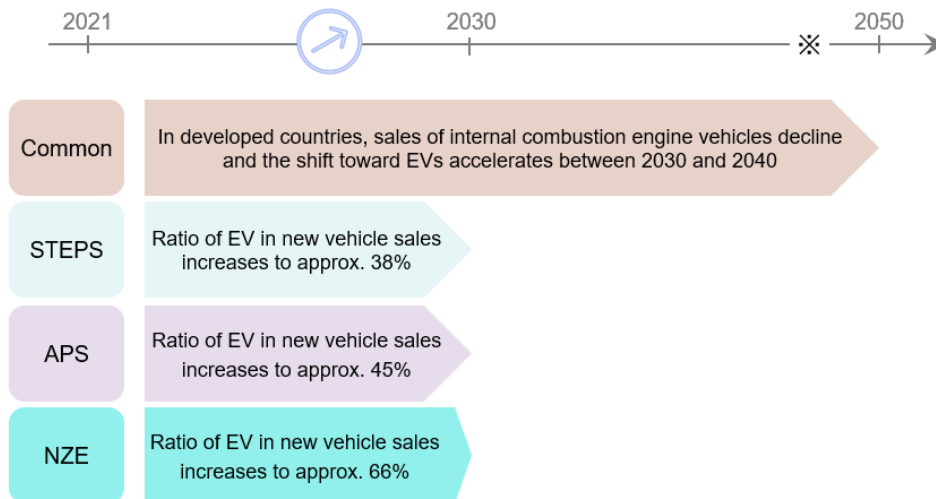 2021
2030
※
2050
Common
In developed countries, sales of internal combustion engine vehicles decline
and the shift toward EVs accelerates between 2030 and 2040
STEPS
Ratio of EV in new vehicle sales
increases to approx. 38%
APS
Ratio of EV in new vehicle sales
increases to approx. 45%
NZE
Ratio of EV in new vehicle sales
increases to approx. 66%